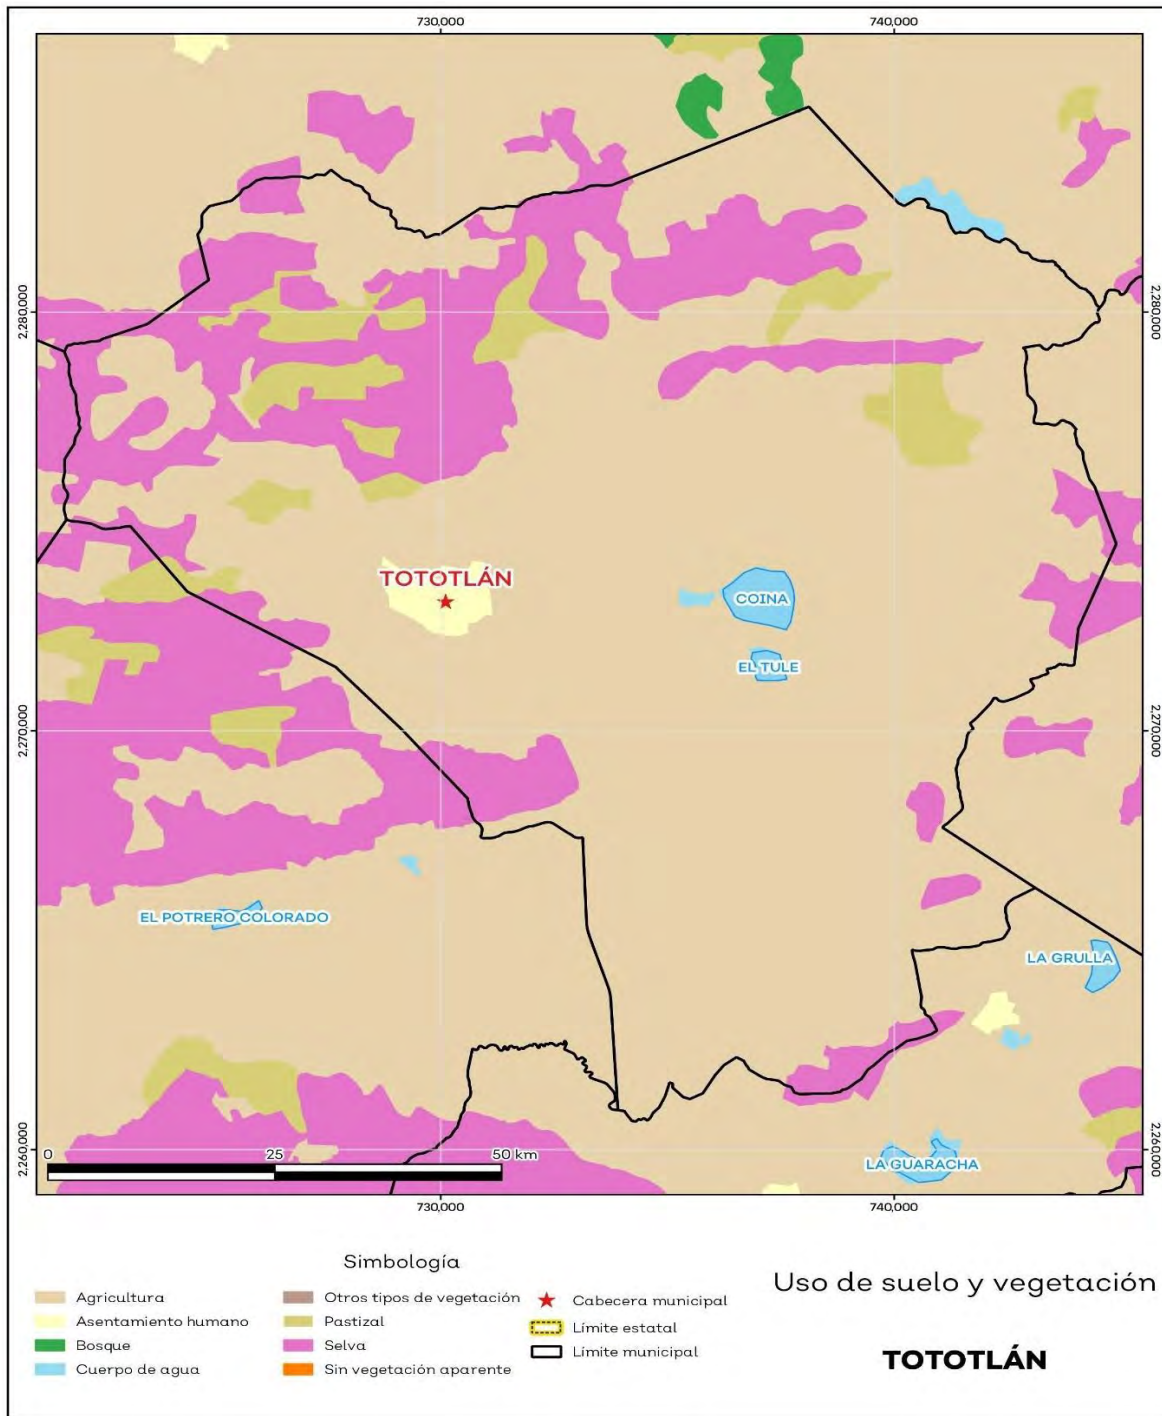 730,000
740,000
2,280,000
2,280,000
TOTOTLÁN
COINA
EL TULE
2,270,000
2,270,000
EL POTRERO COLORADO
LA GRULLA
2,260,000
2,260,000
0 25 50 km
LA GUARACHA
730,000
740,000
Simbología
Agricultura
Asentamiento humano
Bosque
Cuerpo de agua
Otros tipos de vegetación
Pastizal
Selva
Sin vegetación aparente
Cabecera municipal
Límite estatal
Límite municipal
Uso de suelo y vegetación
TOTOTLÁN